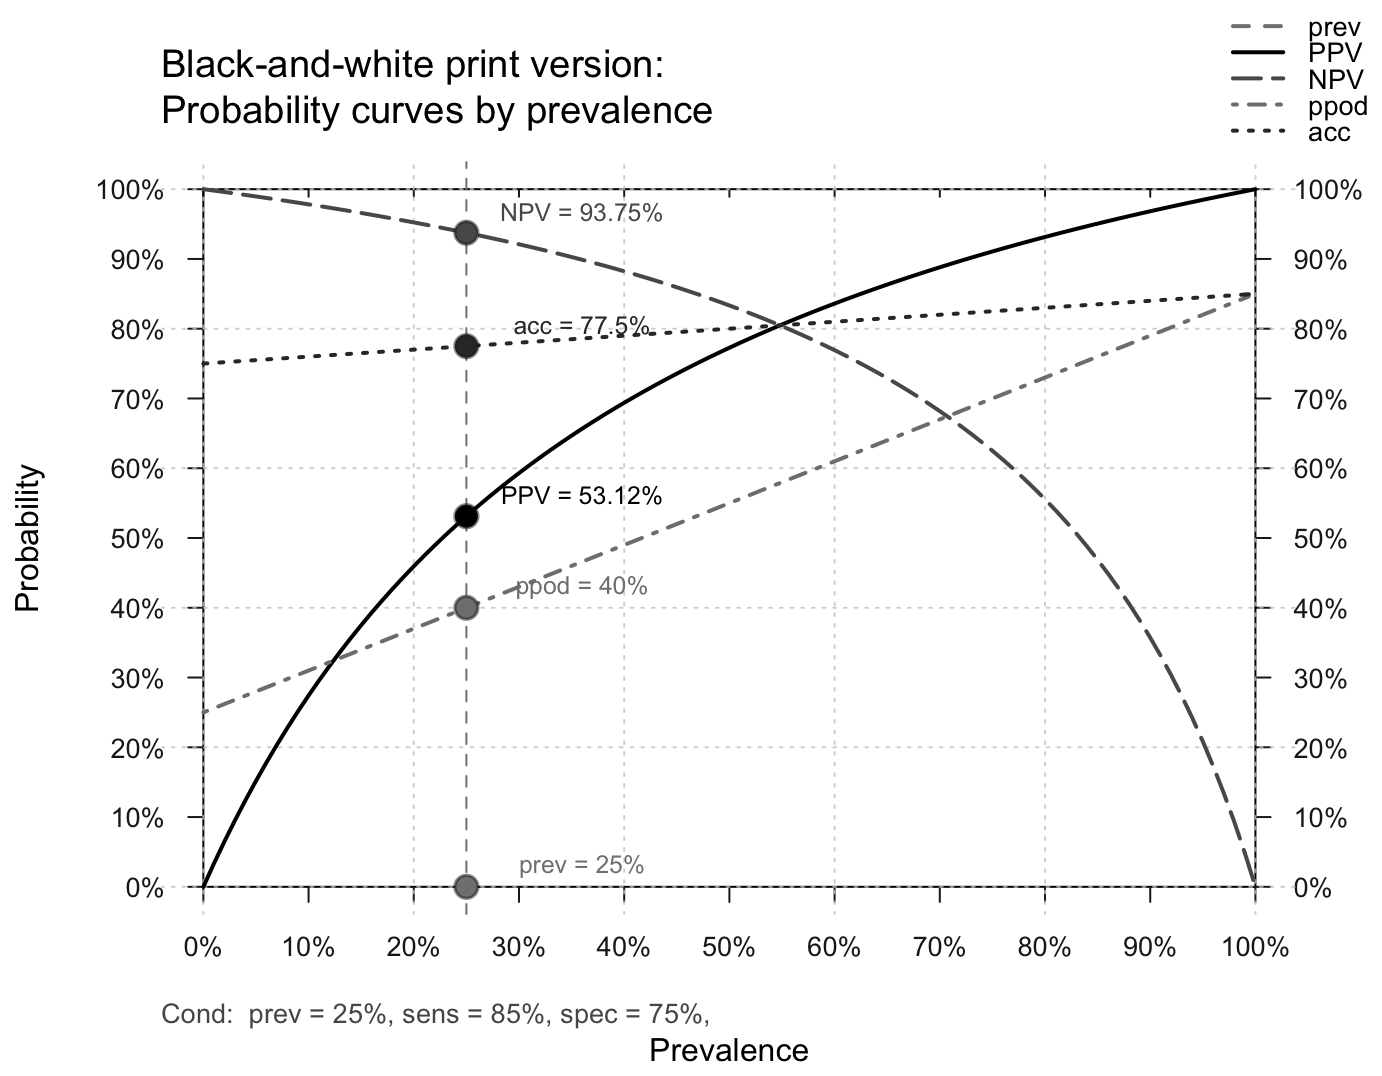 prev
PPV
NPV
ppod
acc
Black-and-white print version:
Probability curves by prevalence
100%
90%
80%
70%
60%
50%
40%
30%
20%
10%
0%
Probability
NPV = 93.75%
acc = 77.5%
PPV = 53.12%
ppod = 40%
prev = 25%
100%
90%
80%
70%
60%
50%
40%
30%
20%
10%
0%
0% 10% 20% 30% 40% 50% 60% 70% 80% 90% 100%
Cond:  prev = 25%, sens = 85%, spec = 75%,
Prevalence